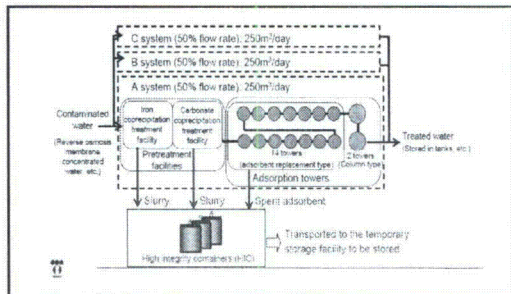 C system (50% flow rate): 250m³/day
B system (50% flow rate): 250m³/day
A system (50% flow rate): 250m³/day
Contaminated
water
(Reverse osmosis
membrane
concentrated
water, etc.)
Iron
coprecipitation
treatment
facility
Carbonate
coprecipitation
treatment
facility
Pretreatment
facilities
14 towers
(adsorbent replacement type)
2 towers
(Column type)
Adsorption towers
Treated water
(Stored in tanks, etc.)
Slurry
Slurry
Spent adsorbent
High integrity containers (HIC)
Transported to the temporary
storage facility to be stored.